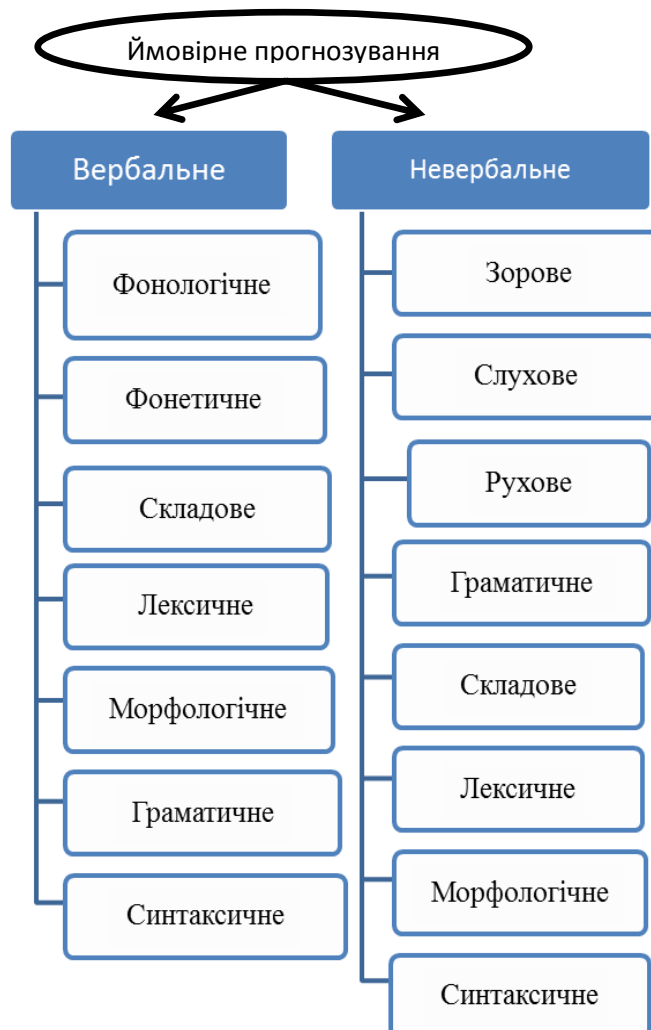 Ймовірне прогнозування
Вербальне
Фонологічне
Фонетичне
Складове
Лексичне
Морфологічне
Граматичне
Синтаксичне
Невербальне
Зорове
Слухове
Рухове
Граматичне
Складове
Лексичне
Морфологічне
Синтаксичне